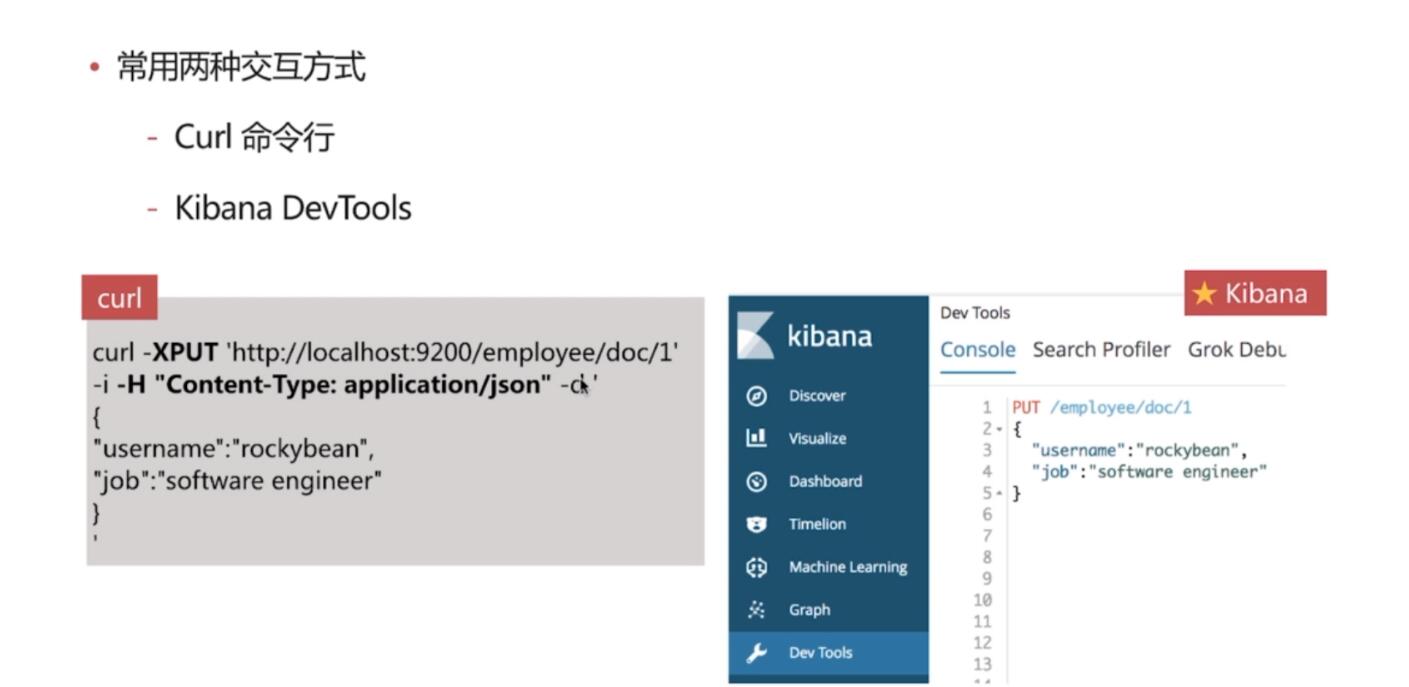 • 常用两种交互方式
- Curl 命令行
- Kibana DevTools
curl
curl -XPUT 'http://localhost:9200/employee/doc/1'
-i -H "Content-Type: application/json" -d '
{
"username":"rockybean",
"job":"software engineer"
}
'
★ Kibana
kibana
Discover
Visualize
Dashboard
Timelion
Machine Learning
Graph
Dev Tools
Dev Tools
Console Search Profiler Grok Debu
1 PUT /employee/doc/1
2 {
3 "username":"rockybean",
4 "job":"software engineer"
5 }
6
7
8
9
10
11
12
13